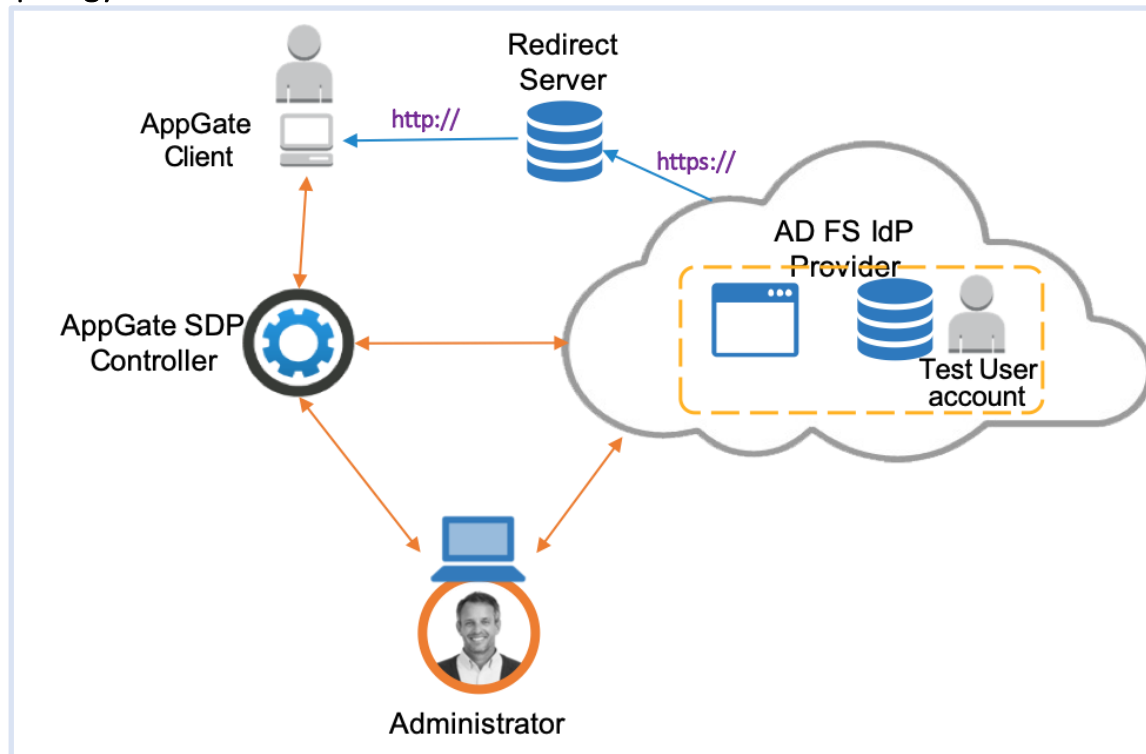 Redirect
Server
AppGate
Client
http://
https://
AD FS IdP
Provider
AppGate SDP
Controller
Test User
account
Administrator